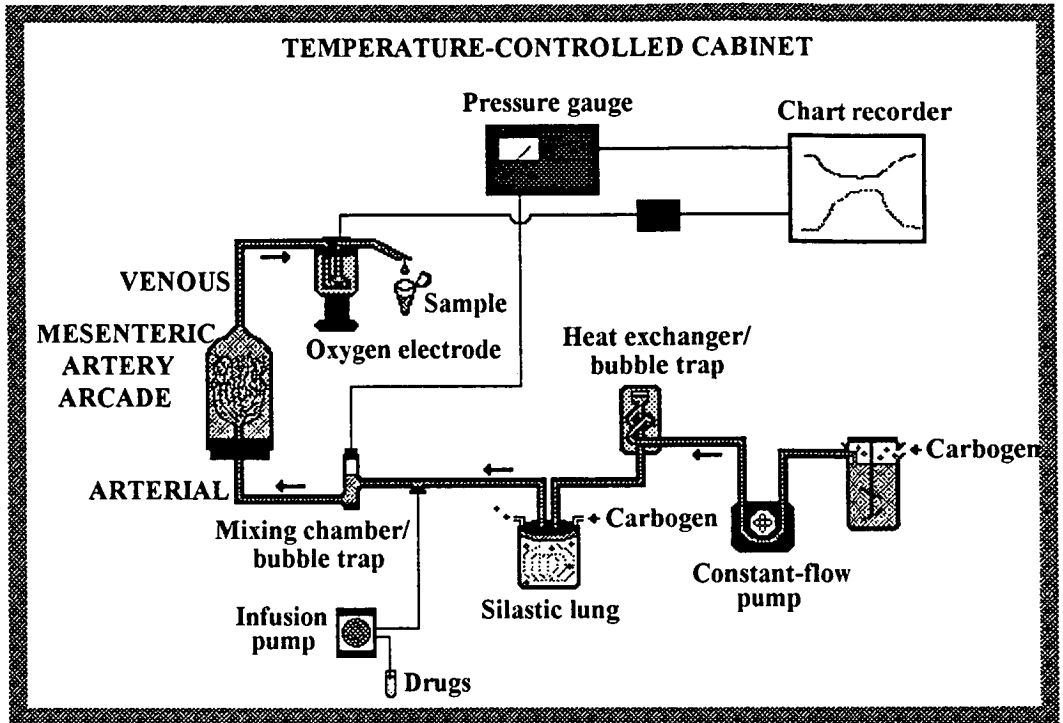 TEMPERATURE-CONTROLLED CABINET
Pressure gauge
Chart recorder
VENOUS
Sample
Oxygen electrode
MESENTERIC
ARTERY
ARCADE
Heat exchanger/
bubble trap
Carbogen
ARTERIAL
Mixing chamber/
bubble trap
Carbogen
Silastic lung
Constant-flow
pump
Infusion
pump
Drugs